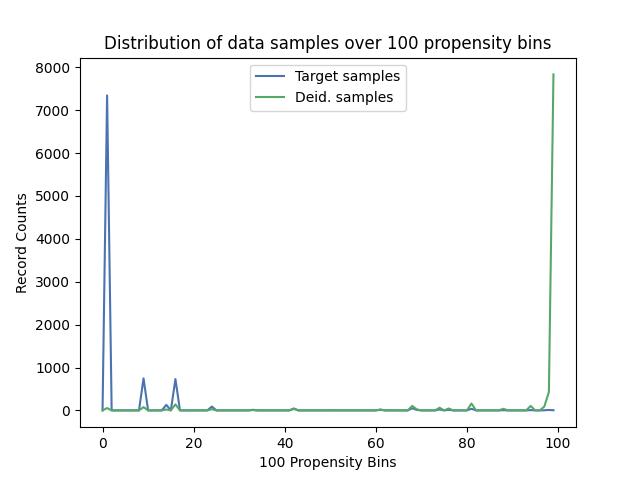 Distribution of data samples over 100 propensity bins
Target samples
Deid. samples
8000
7000
6000
5000
4000
3000
2000
1000
0
Record Counts
0 20 40 60 80 100
100 Propensity Bins